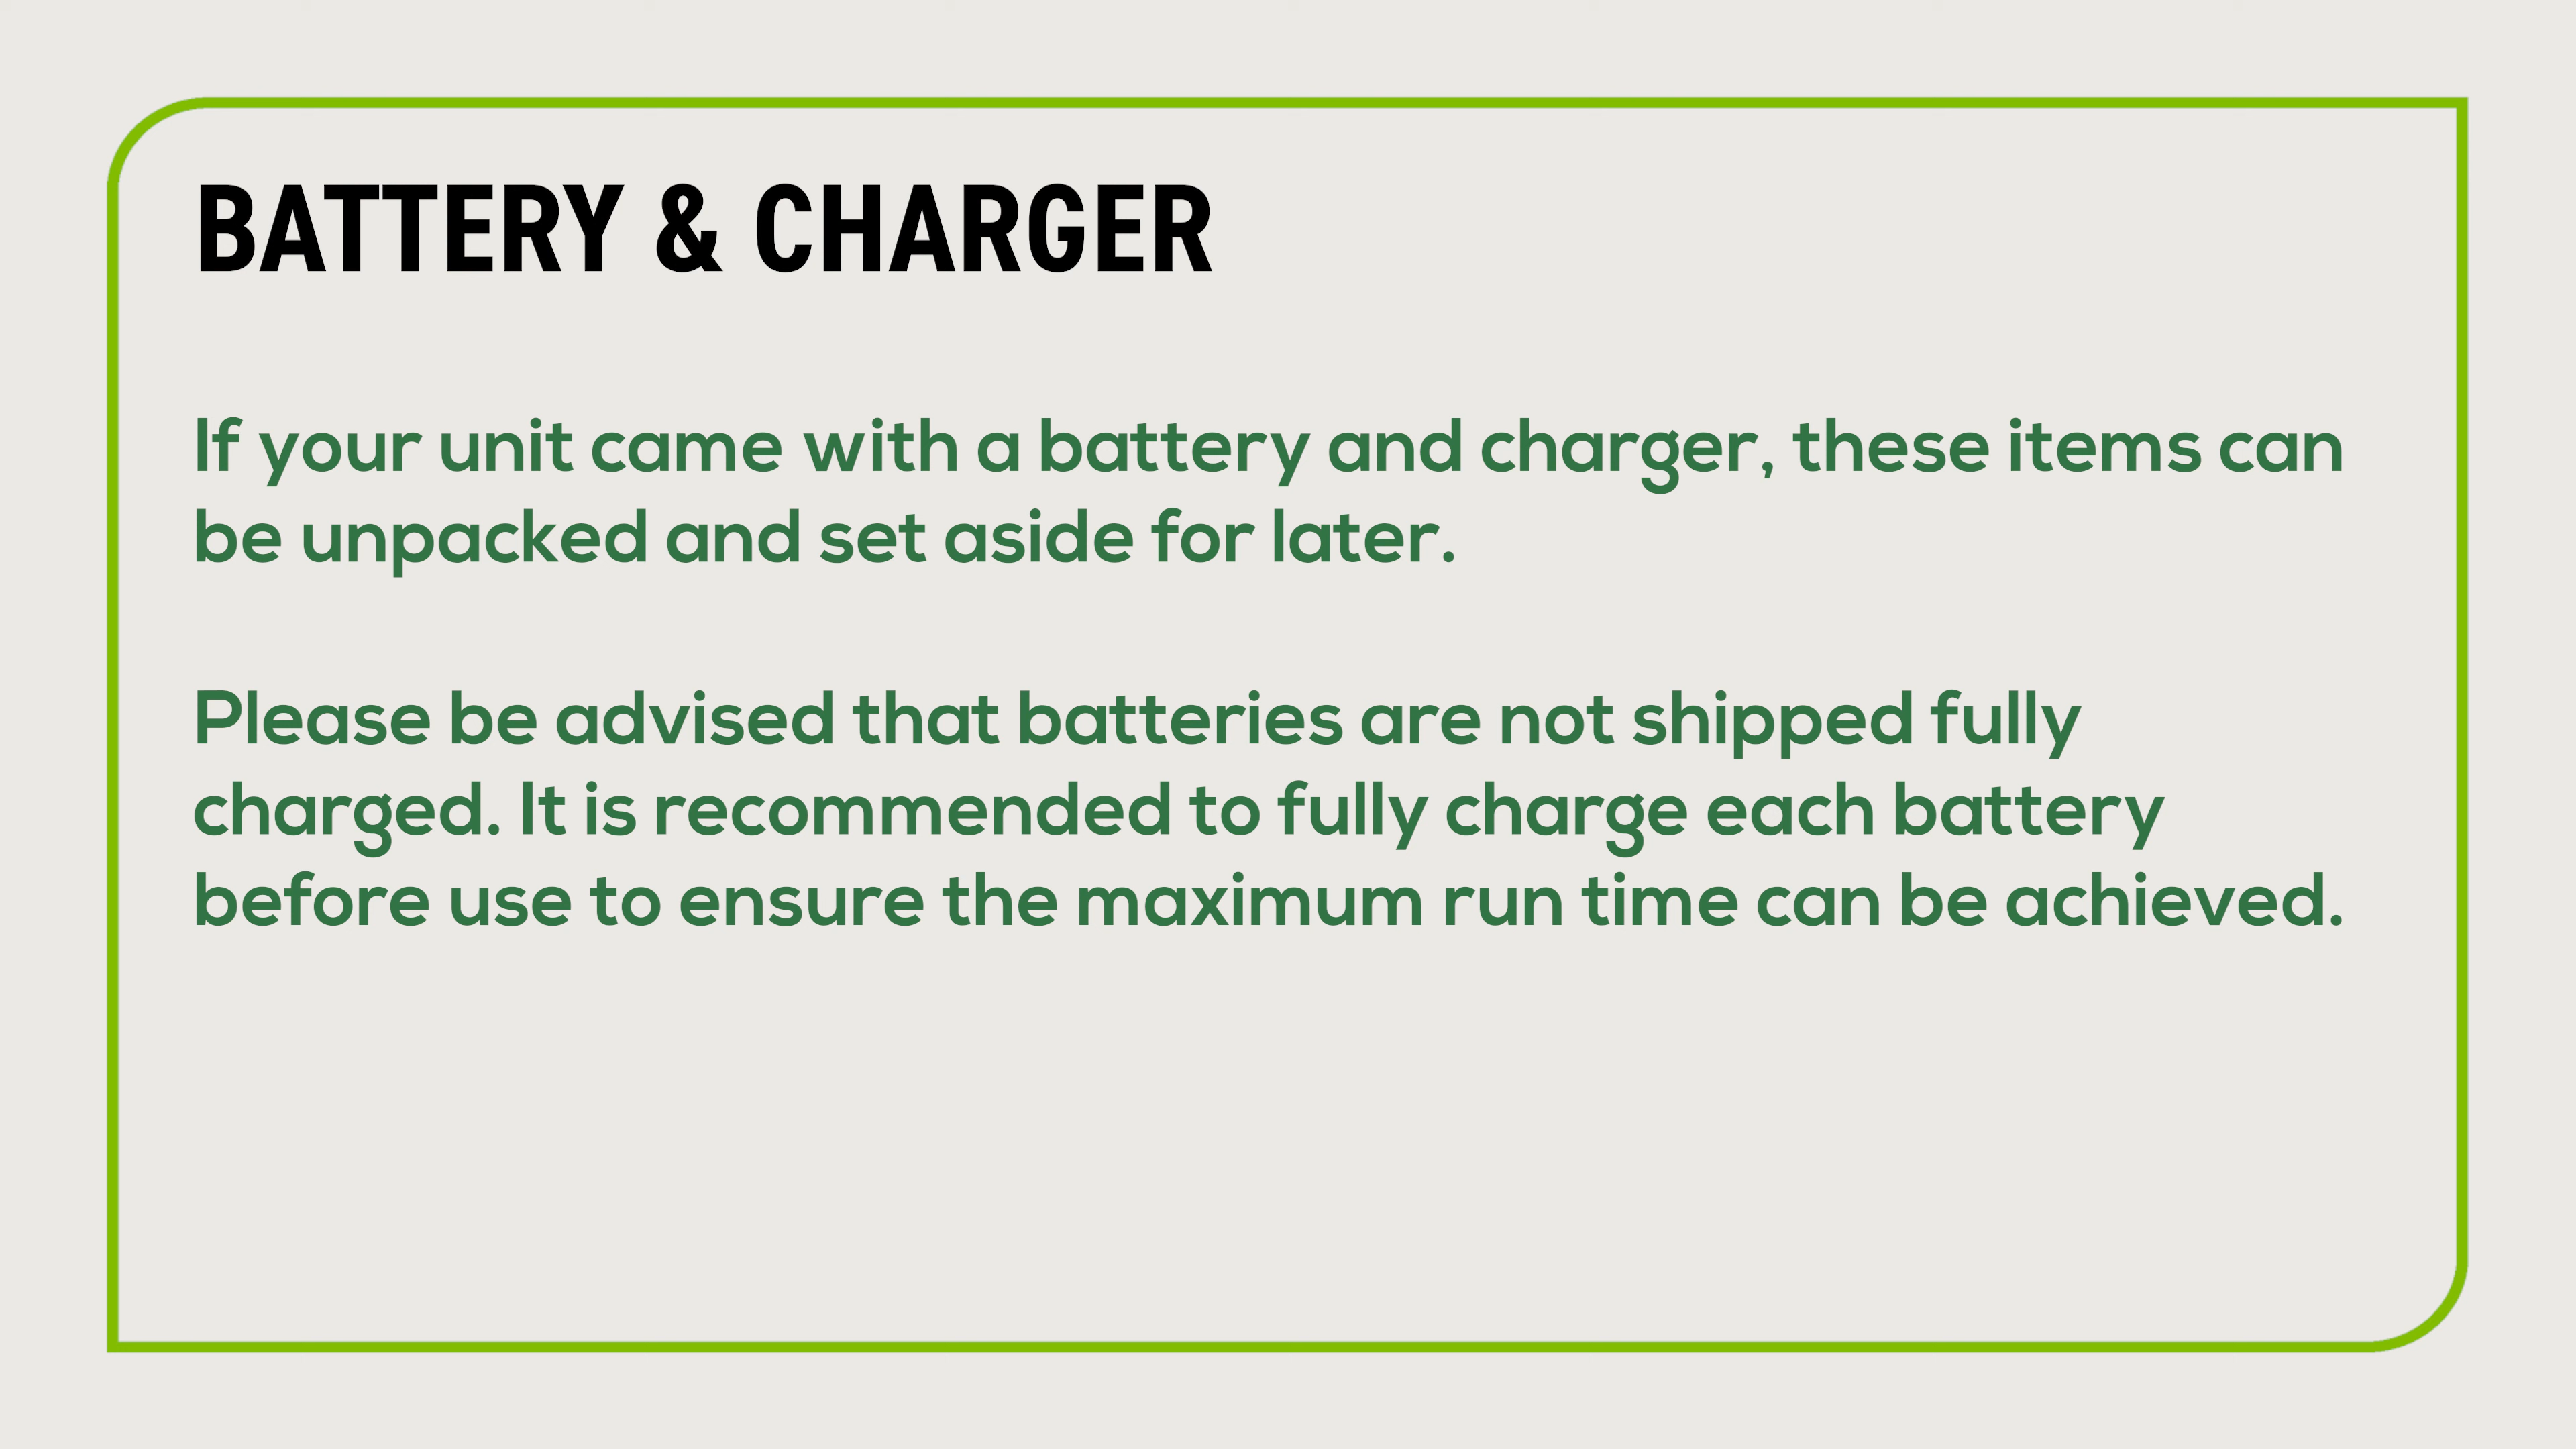 BATTERY & CHARGER
If your unit came with a battery and charger, these items can
be unpacked and set aside for later.
Please be advised that batteries are not shipped fully
charged. It is recommended to fully charge each battery
before use to ensure the maximum run time can be achieved.